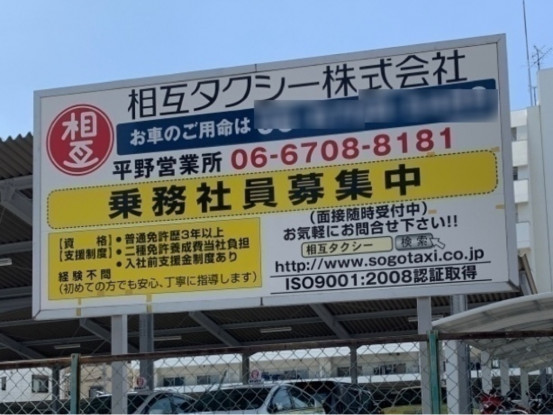 相互タクシー株式会社
相互
お車のご用命は
平野営業所 06-6708-8181
乗務社員募集中
【資格】・普通免許歴3年以上
【支援制度】・二種免許養成費当社負担
・入社前支援金制度あり
経験不問
(初めての方でも安心、丁寧に指導します)
(面接随時受付中)
お気軽にお問合せ下さい!!
相互タクシー 検索
http://www.sogotaxi.co.jp
ISO9001:2008認証取得